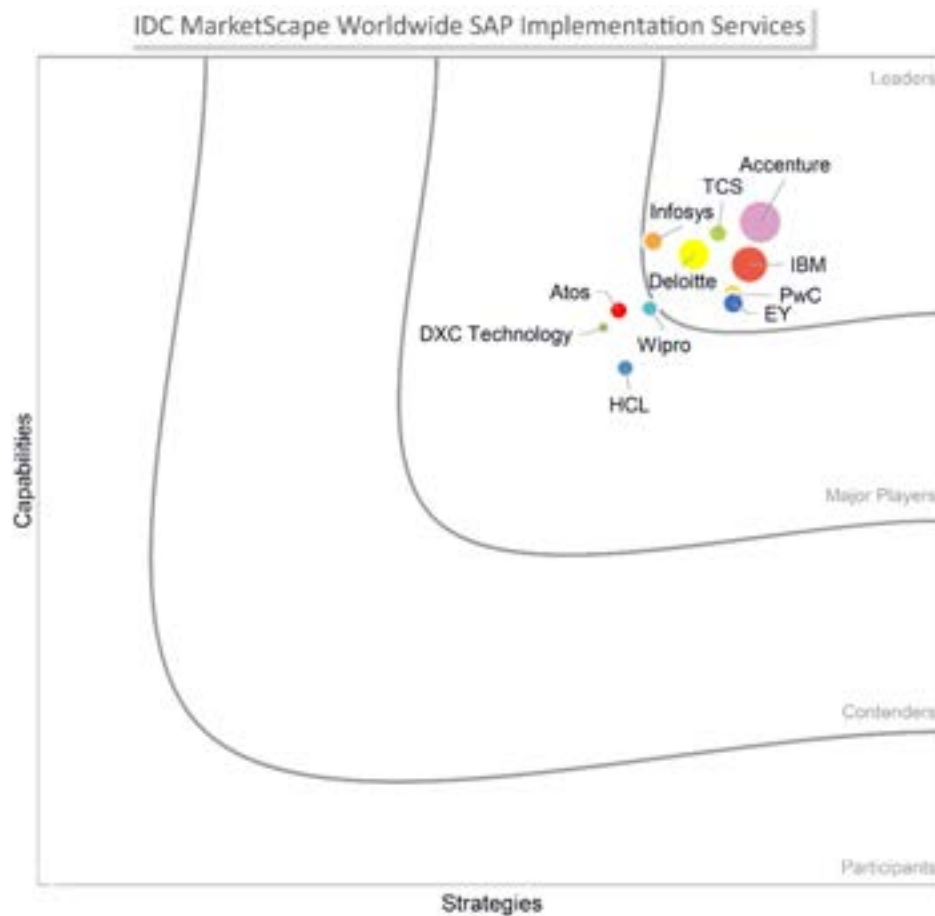 IDC MarketScape Worldwide SAP Implementation Services
Leaders
Accenture
TCS
Infosys
IBM
Deloitte
PwC
Atos
EY
DXC Technology
Wipro
HCL
Capabilities
Major Players
Contenders
Participants
Strategies